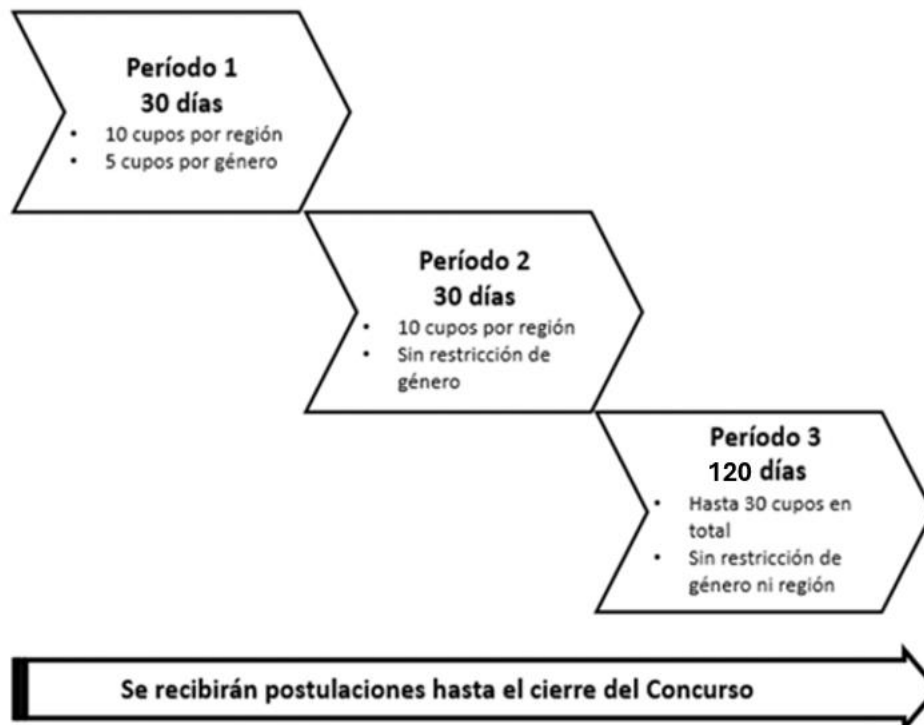 Período 1
30 días
• 10 cupos por región
• 5 cupos por género
Período 2
30 días
• 10 cupos por región
• Sin restricción de
género
Período 3
120 días
• Hasta 30 cupos en
total
• Sin restricción de
género ni región
Se recibirán postulaciones hasta el cierre del Concurso